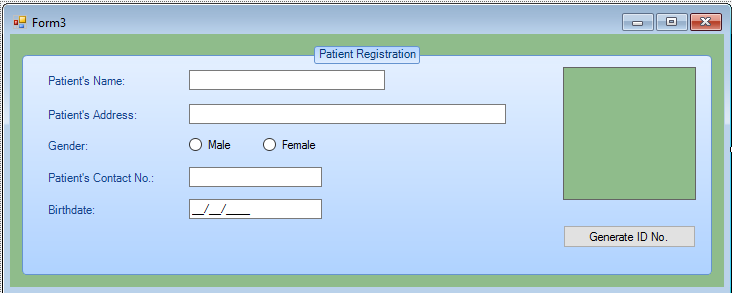 Form3
Patient Registration
Patient's Name:
Patient's Address:
Gender:
Male
Female
Patient's Contact No.:
Birthdate:
__/__/____
Generate ID No.